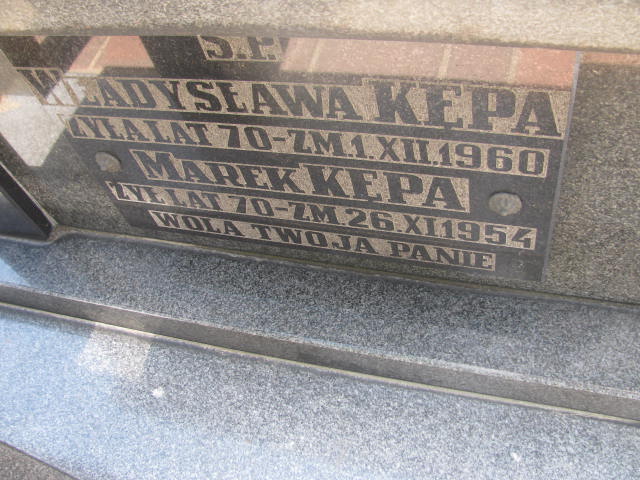 Ś.P.
WŁADYSŁAWA KĘPA
ŻYŁA LAT 70-ZM.1.XII.1960
MAREK KĘPA
ŻYŁ LAT 70-ZM.26.XI.1954
WOLA TWOJA PANIE